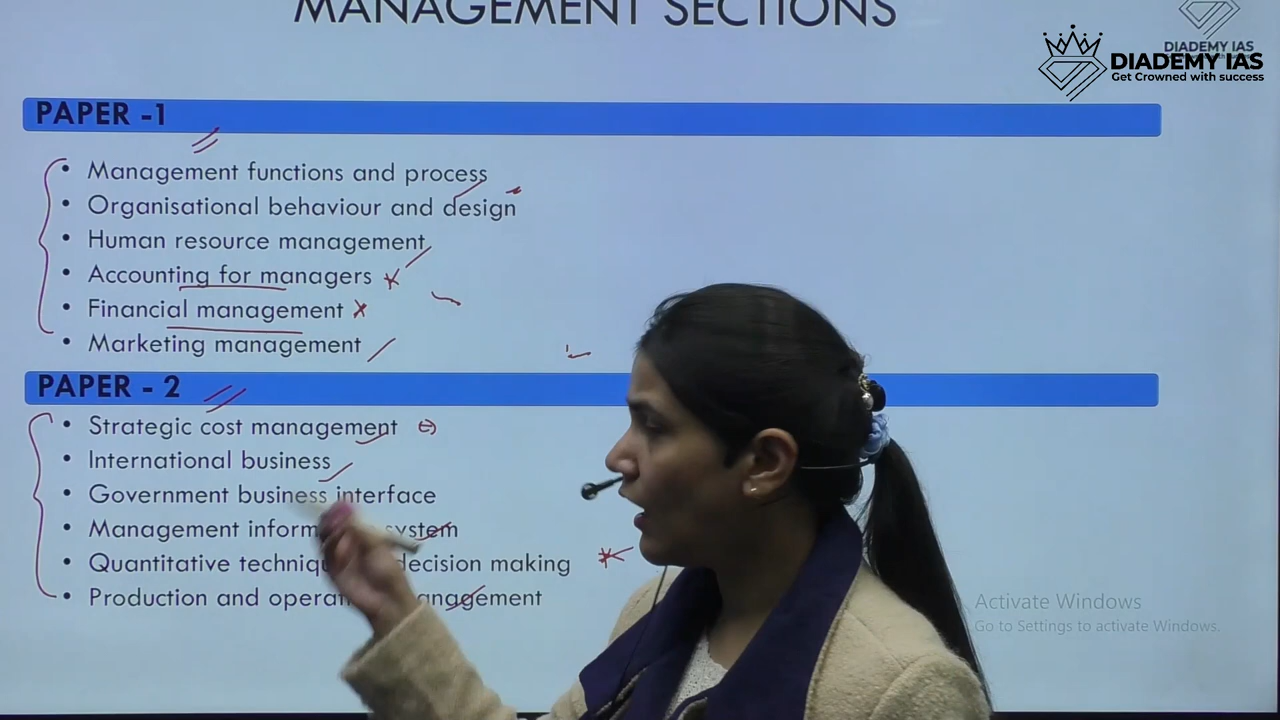 MANAGEMENT SECTIONS
DIADEMY IAS
DIADEMY IAS
Get Crowned with success
PAPER -1
• Management functions and process
• Organisational behaviour and design
• Human resource management
• Accounting for managers
• Financial management
• Marketing management
PAPER - 2
• Strategic cost management
• International business
• Government business interface
• Management inform system
• Quantitative techniq decision making
• Production and operat anagement
Activate Windows
Go to Settings to activate Windows.